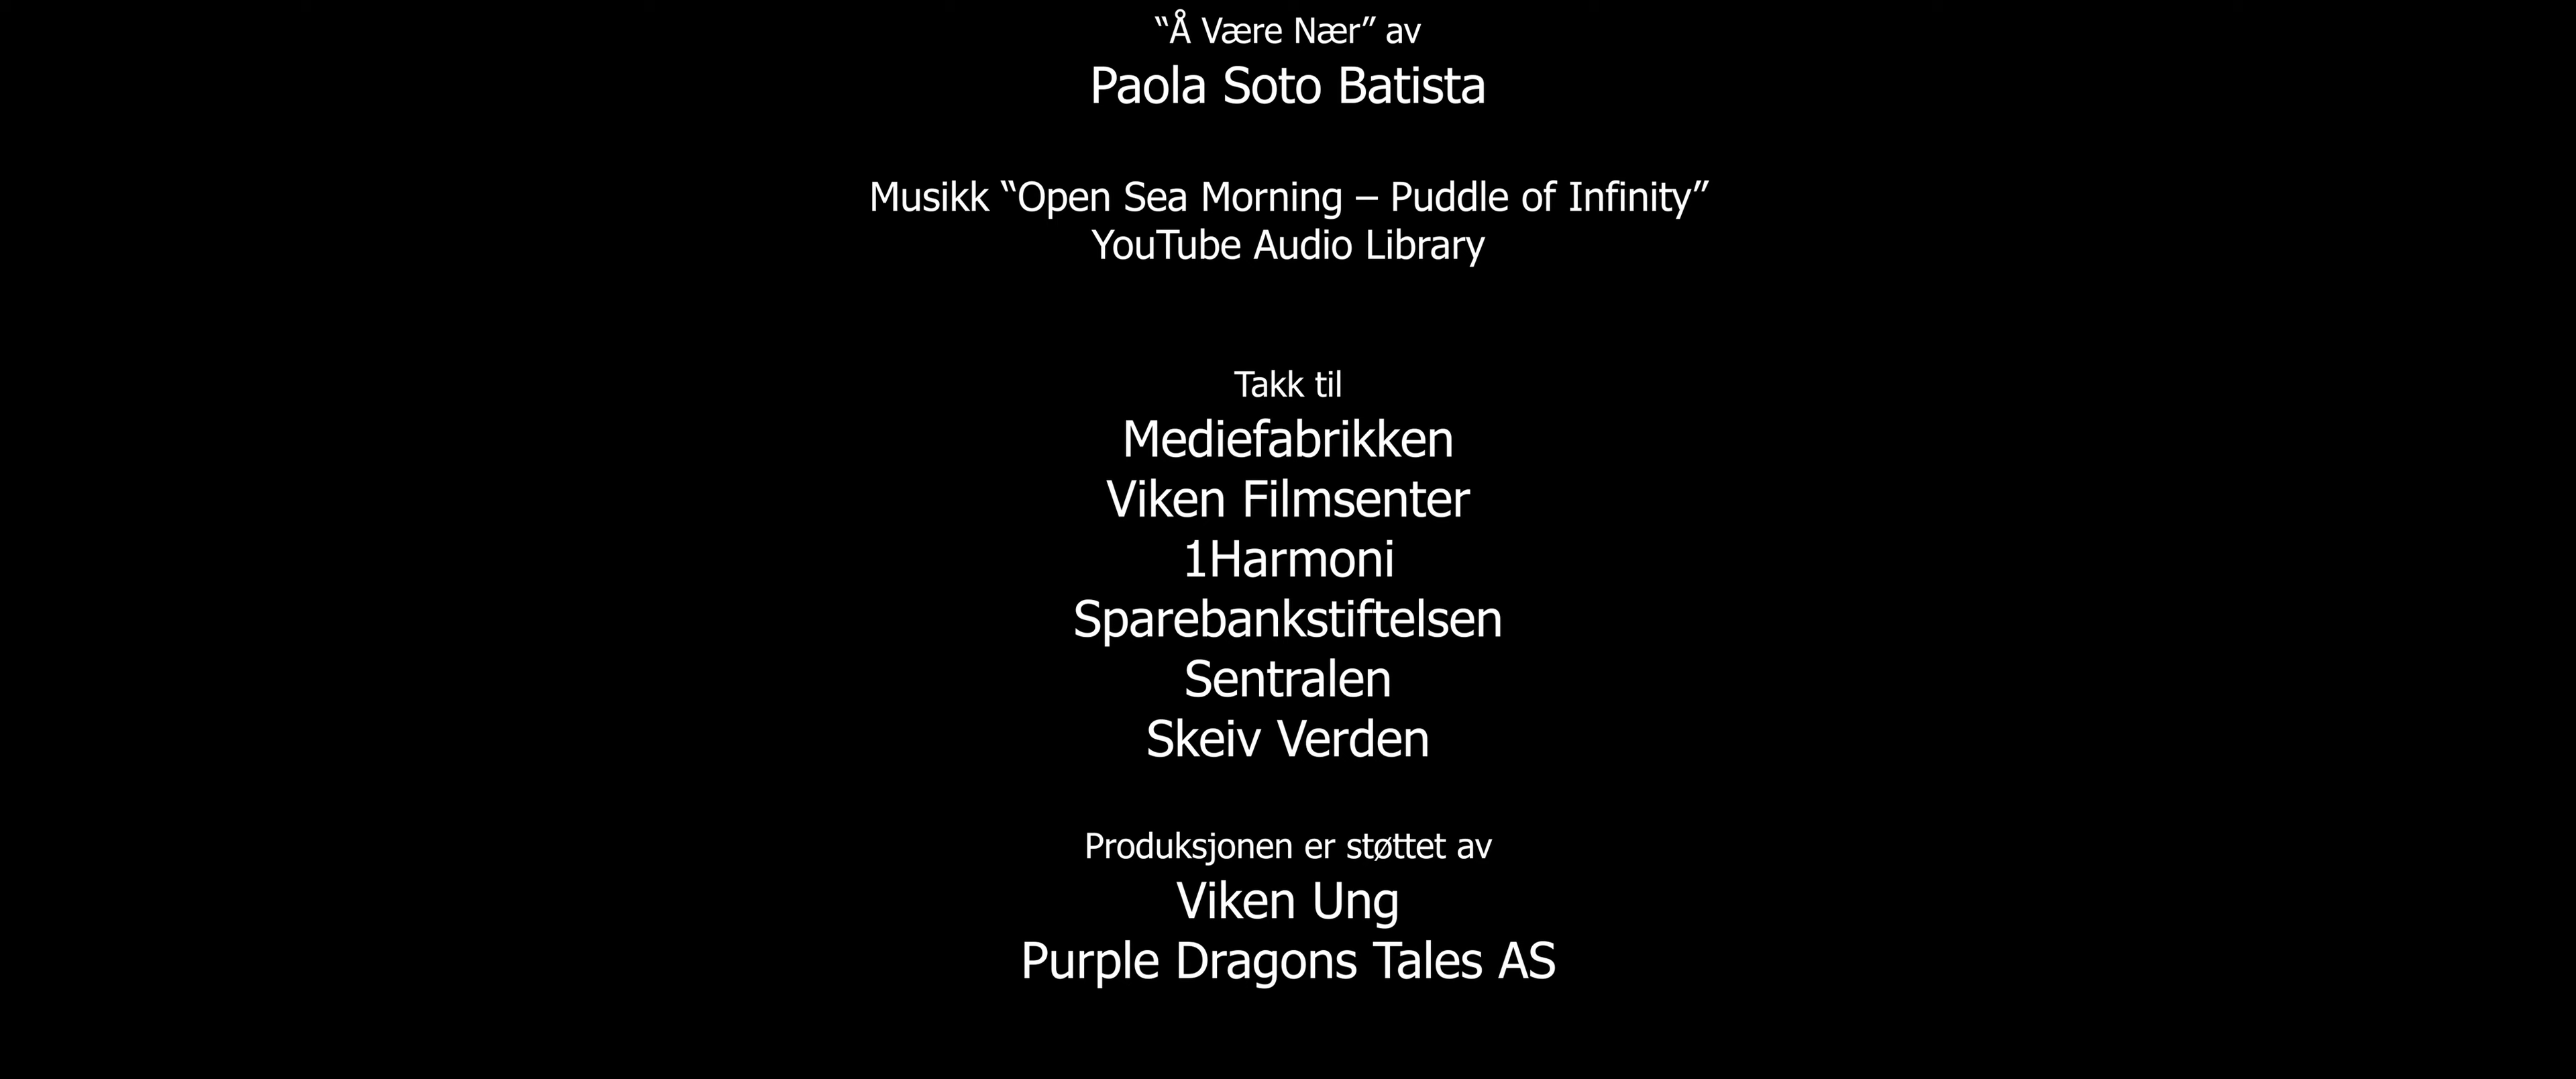 “Å Være Nær” av
Paola Soto Batista
Musikk “Open Sea Morning – Puddle of Infinity”
YouTube Audio Library
Takk til
Mediefabrikken
Viken Filmsenter
1Harmoni
Sparebankstiftelsen
Sentralen
Skeiv Verden
Produksjonen er støttet av
Viken Ung
Purple Dragons Tales AS